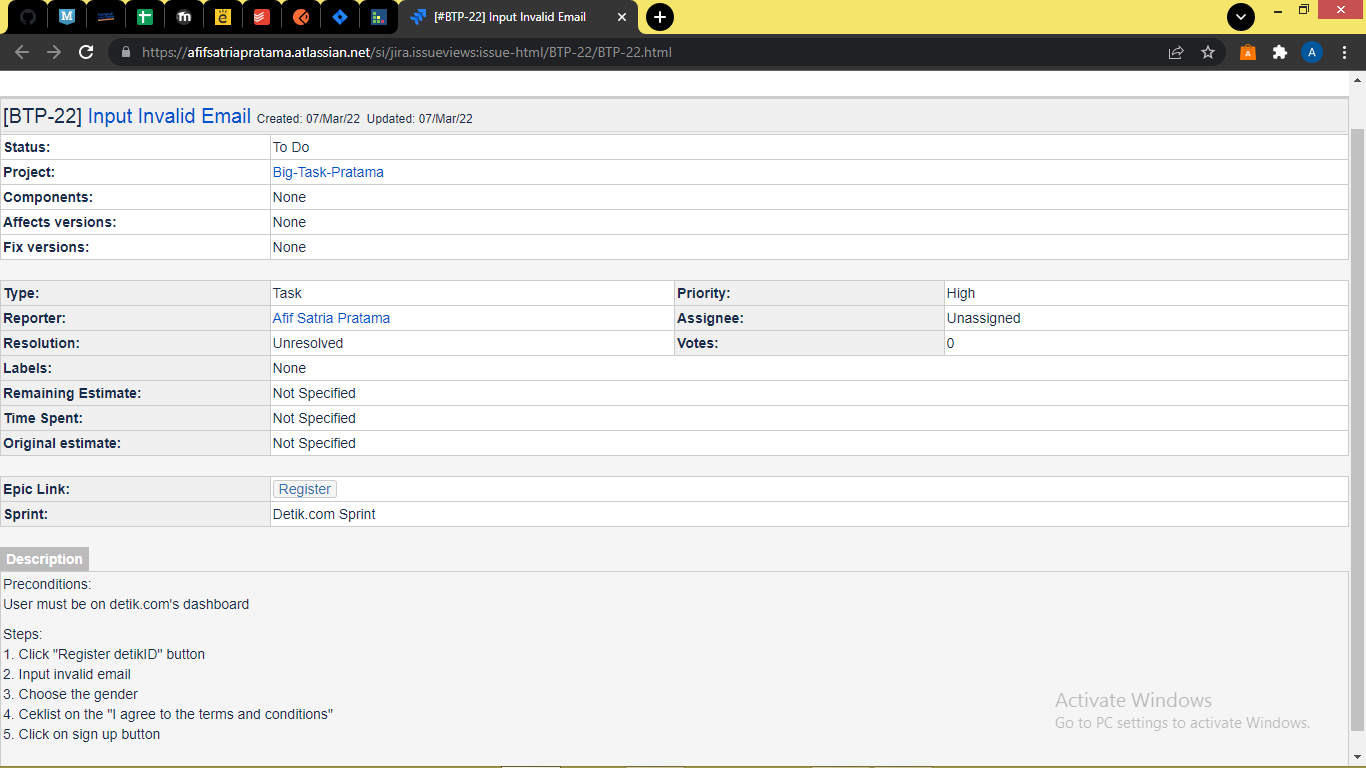 [#BTP-22] Input Invalid Email
https://afifsatriapratama.atlassian.net/si/jira.issueviews:issue-html/BTP-22/BTP-22.html
A
[BTP-22] Input Invalid Email Created: 07/Mar/22 Updated: 07/Mar/22
Status: To Do
Project: Big-Task-Pratama
Components: None
Affects versions: None
Fix versions: None
Type: Task Priority: High
Reporter: Afif Satria Pratama Assignee: Unassigned
Resolution: Unresolved Votes: 0
Labels: None
Remaining Estimate: Not Specified
Time Spent: Not Specified
Original estimate: Not Specified
Epic Link: Register
Sprint: Detik.com Sprint
Description
Preconditions:
User must be on detik.com's dashboard
Steps:
1. Click "Register detikID" button
2. Input invalid email
3. Choose the gender
4. Ceklist on the "I agree to the terms and conditions"
5. Click on sign up button
Activate Windows
Go to PC settings to activate Windows.